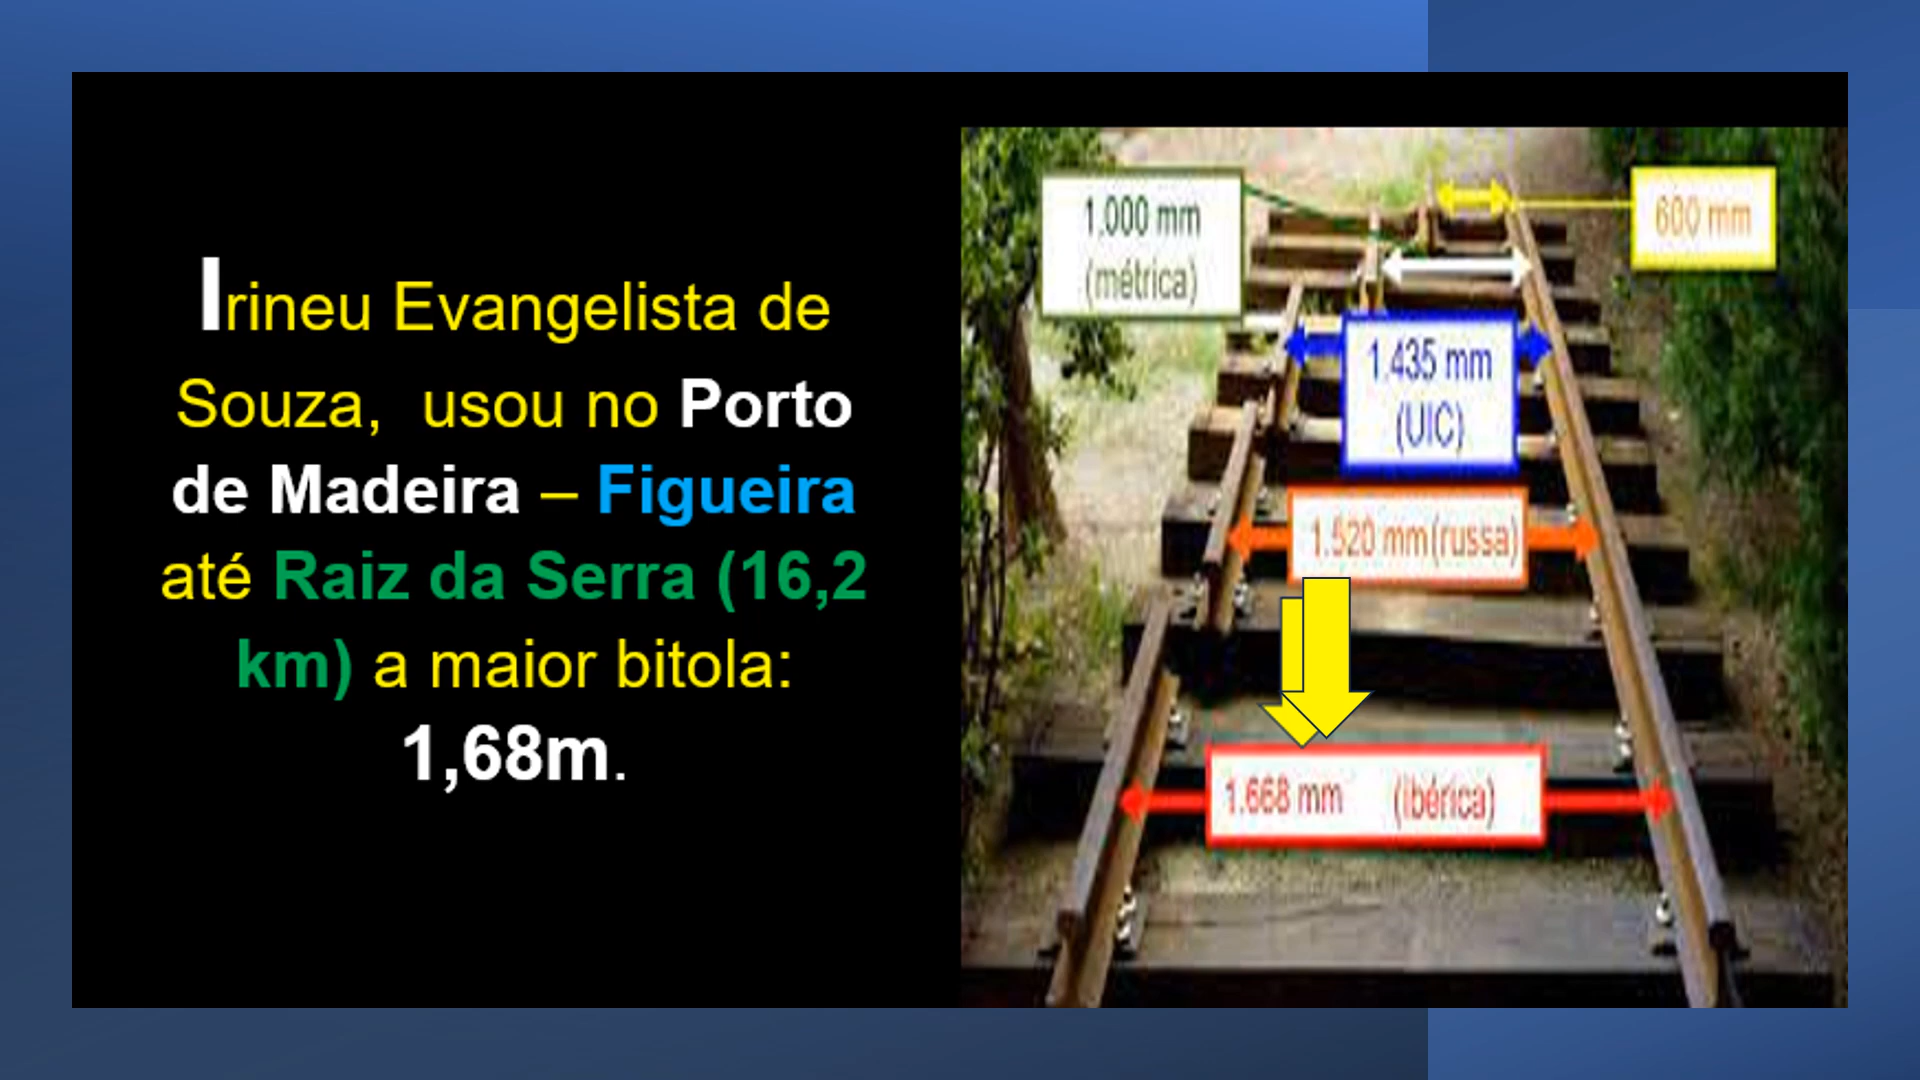 Irineu Evangelista de
Souza, usou no Porto
de Madeira – Figueira
até Raiz da Serra (16,2
km) a maior bitola:
1,68m.
1.000 mm
(métrica)
600 mm
1.435 mm
(UIC)
1.520 mm(russa)
1.668 mm (ibérica)